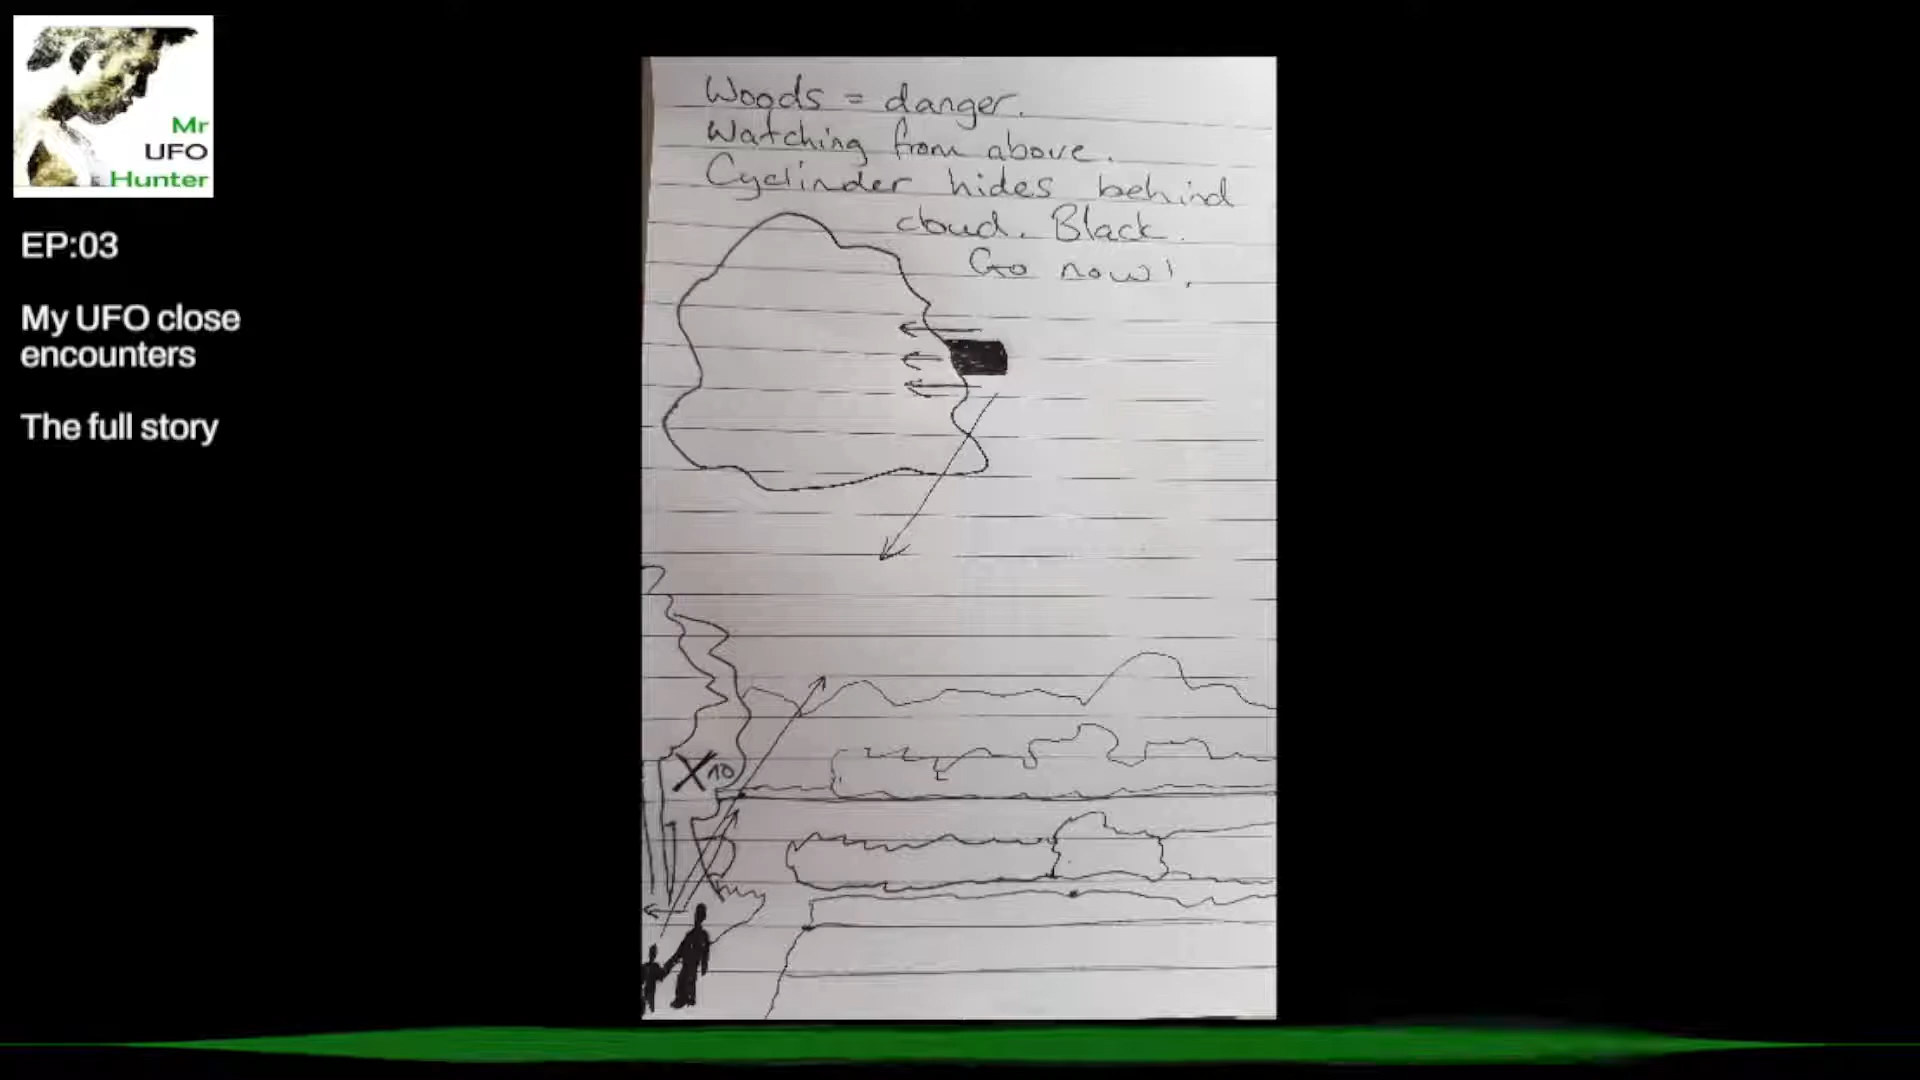 Mr
UFO
Hunter
EP:03
My UFO close
encounters
The full story
Woods = danger.
Watching from above.
Cyclinder hides behind
cloud. Black.
Go now!.
X10